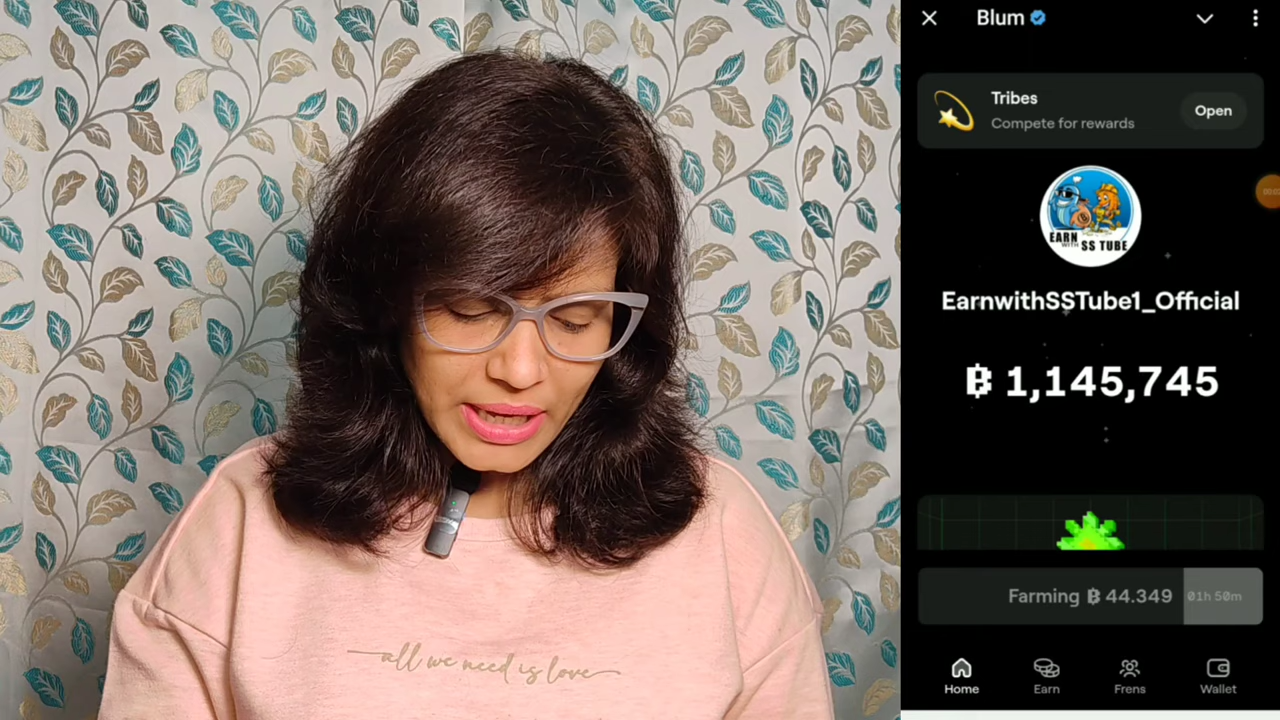 Blum
Tribes
Compete for rewards
Open
EARN
WITH SS TUBE
EarnwithSSTube1_Official
1,145,745
Farming ฿ 44.349
01h 50m
Home
Earn
Frens
Wallet
all we need is love